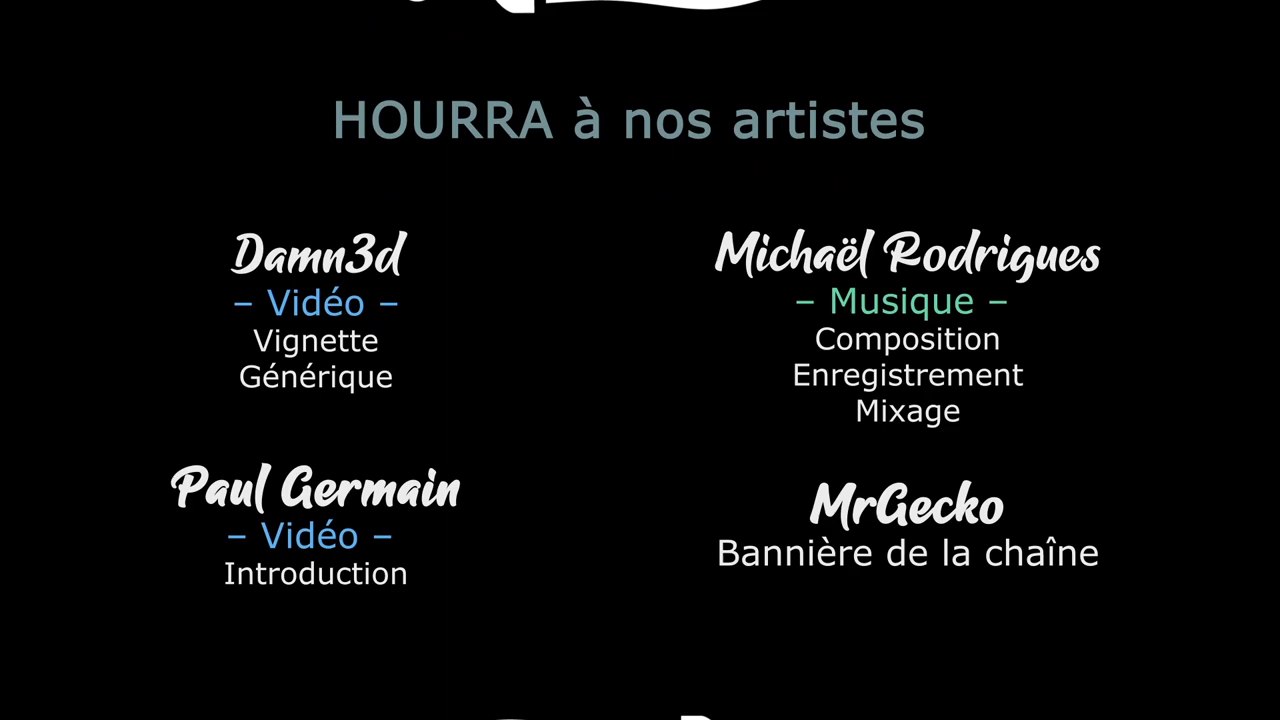 HOURRA à nos artistes
Damn3d
– Vidéo –
Vignette
Générique
Michaël Rodrigues
– Musique –
Composition
Enregistrement
Mixage
Paul Germain
– Vidéo –
Introduction
MrGecko
Bannière de la chaîne